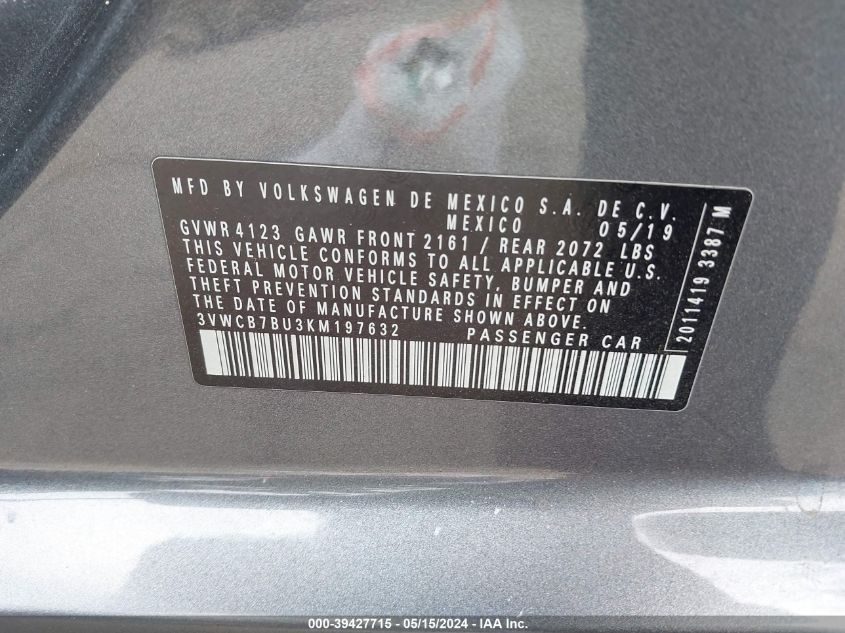 MFD BY VOLKSWAGEN DE MEXICO S.A. DE C.V.
MEXICO 05/19
GVWR 4123 GAWR FRONT 2161 / REAR 2072 LBS
THIS VEHICLE CONFORMS TO ALL APPLICABLE U.S.
FEDERAL MOTOR VEHICLE SAFETY, BUMPER AND
THEFT PREVENTION STANDARDS IN EFFECT ON
THE DATE OF MANUFACTURE SHOWN ABOVE.
3VWCB7BU3KM197632 PASSENGER CAR
2011419 3387 M
000-39427715 - 05/15/2024 - IAA Inc.